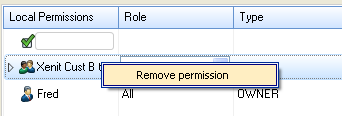 Local Permissions Role Type
Xenit Cust B
Remove permission
Fred All OWNER